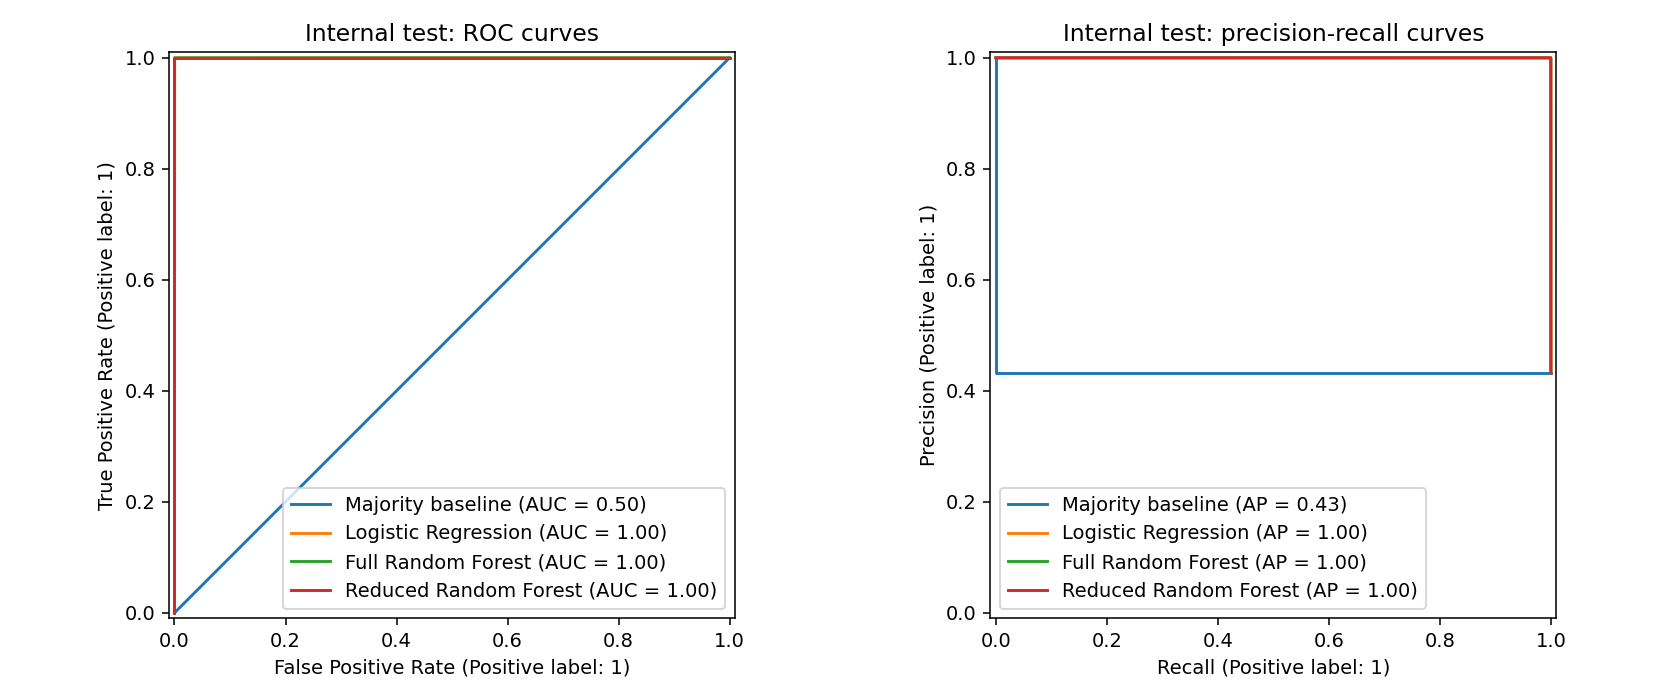 Internal test: ROC curves
True Positive Rate (Positive label: 1)
1.0
0.8
0.6
0.4
0.2
0.0
Majority baseline (AUC = 0.50)
Logistic Regression (AUC = 1.00)
Full Random Forest (AUC = 1.00)
Reduced Random Forest (AUC = 1.00)
0.0 0.2 0.4 0.6 0.8 1.0
False Positive Rate (Positive label: 1)
Internal test: precision-recall curves
Precision (Positive label: 1)
1.0
0.8
0.6
0.4
0.2
0.0
Majority baseline (AP = 0.43)
Logistic Regression (AP = 1.00)
Full Random Forest (AP = 1.00)
Reduced Random Forest (AP = 1.00)
0.0 0.2 0.4 0.6 0.8 1.0
Recall (Positive label: 1)